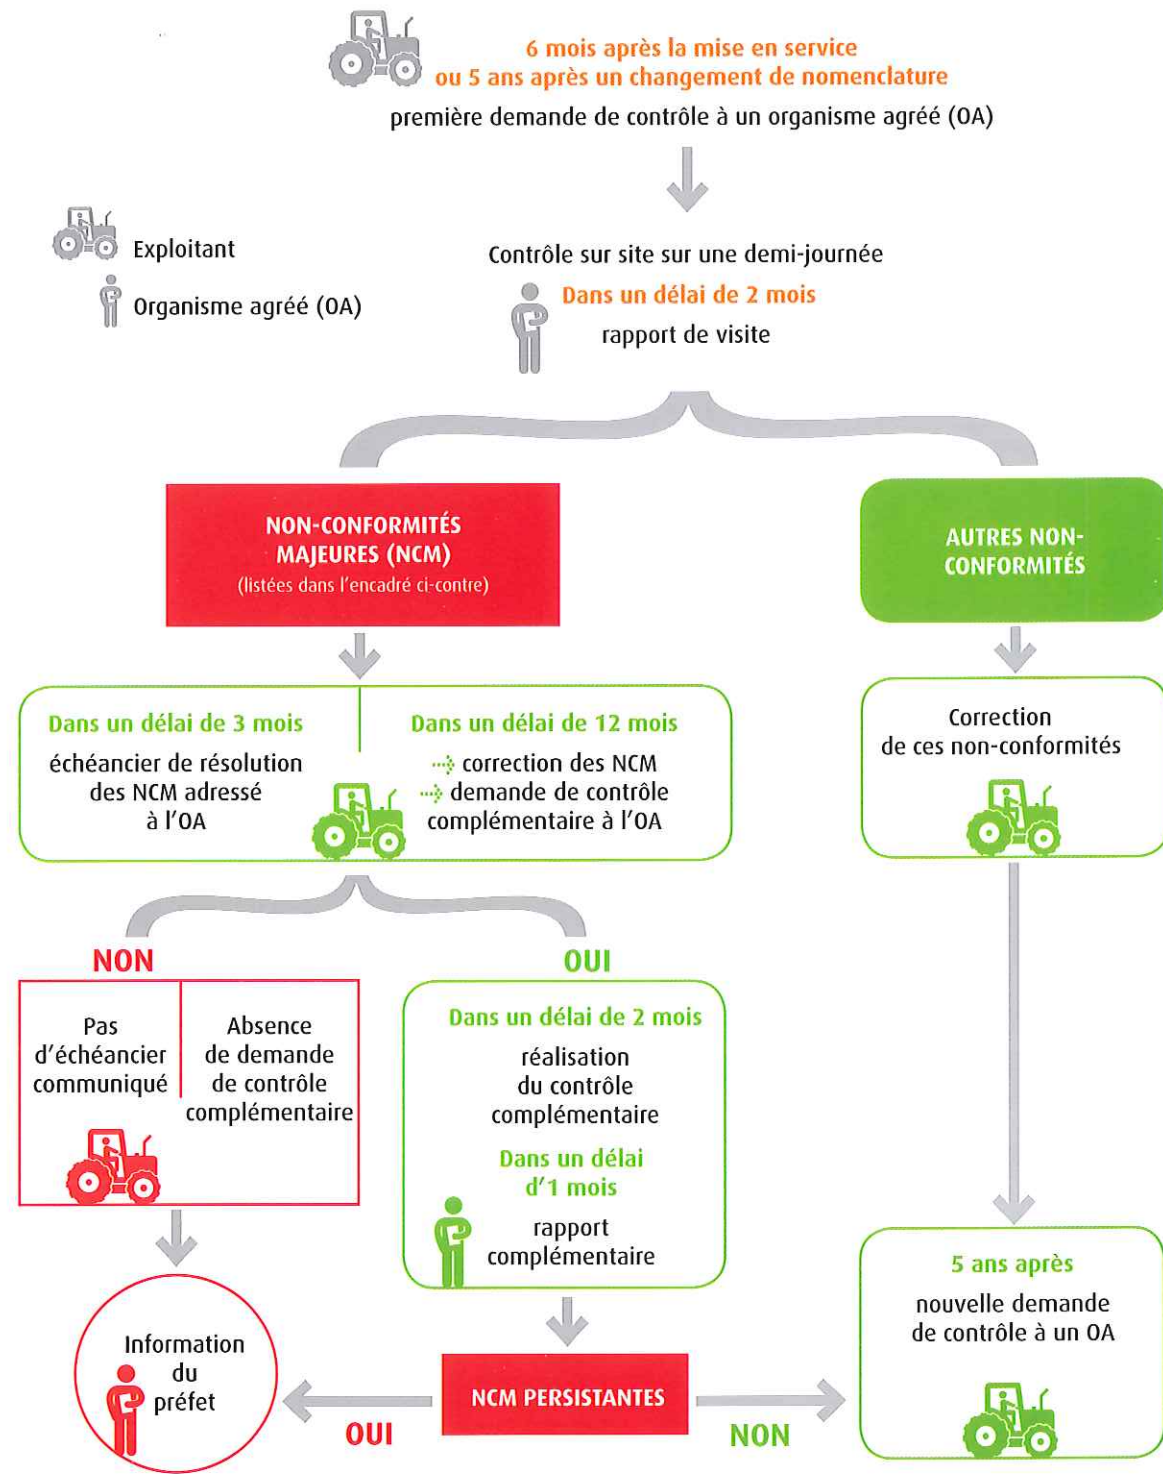 6 mois après la mise en service
ou 5 ans après un changement de nomenclature
première demande de contrôle à un organisme agréé (OA)
Exploitant
Organisme agréé (OA)
Contrôle sur site sur une demi-journée
Dans un délai de 2 mois
rapport de visite
NON-CONFORMITÉS
MAJEURES (NCM)
(listées dans l'encadré ci-contre)
AUTRES NON-
CONFORMITÉS
Dans un délai de 3 mois
échéancier de résolution
des NCM adressé
à l'OA
Dans un délai de 12 mois
correction des NCM
demande de contrôle
complémentaire à l'OA
Correction
de ces non-conformités
NON
Pas
d'échéancier
communiqué
Absence
de demande
de contrôle
complémentaire
OUI
Dans un délai de 2 mois
réalisation
du contrôle
complémentaire
Dans un délai
d'1 mois
rapport
complémentaire
5 ans après
nouvelle demande
de contrôle à un OA
Information
du
préfet
OUI
NCM PERSISTANTES
NON